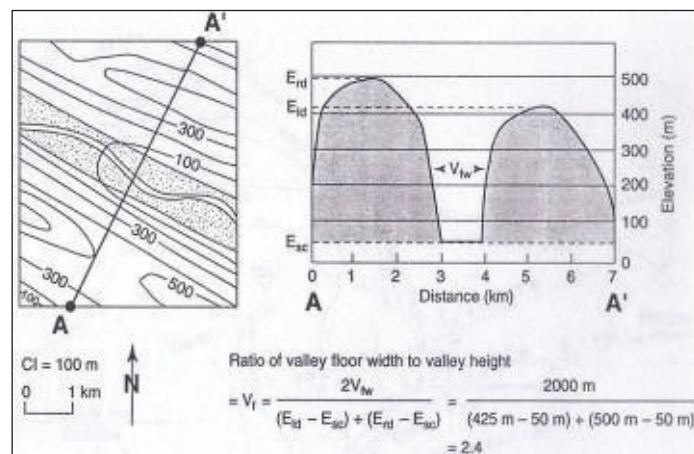 A'
300
100
300
300
500
100
A
CI = 100 m
0 1 km
N
E_rd
E_ld
V_fw
E_sc
500
400
300
200
100
0
Elevation (m)
0 1 2 3 4 5 6 7
A Distance (km) A'
Ratio of valley floor width to valley height
= V_f = 2V_fw / (E_ld – E_sc) + (E_rd – E_sc) = 2000 m / (425 m – 50 m) + (500 m – 50 m)
= 2.4